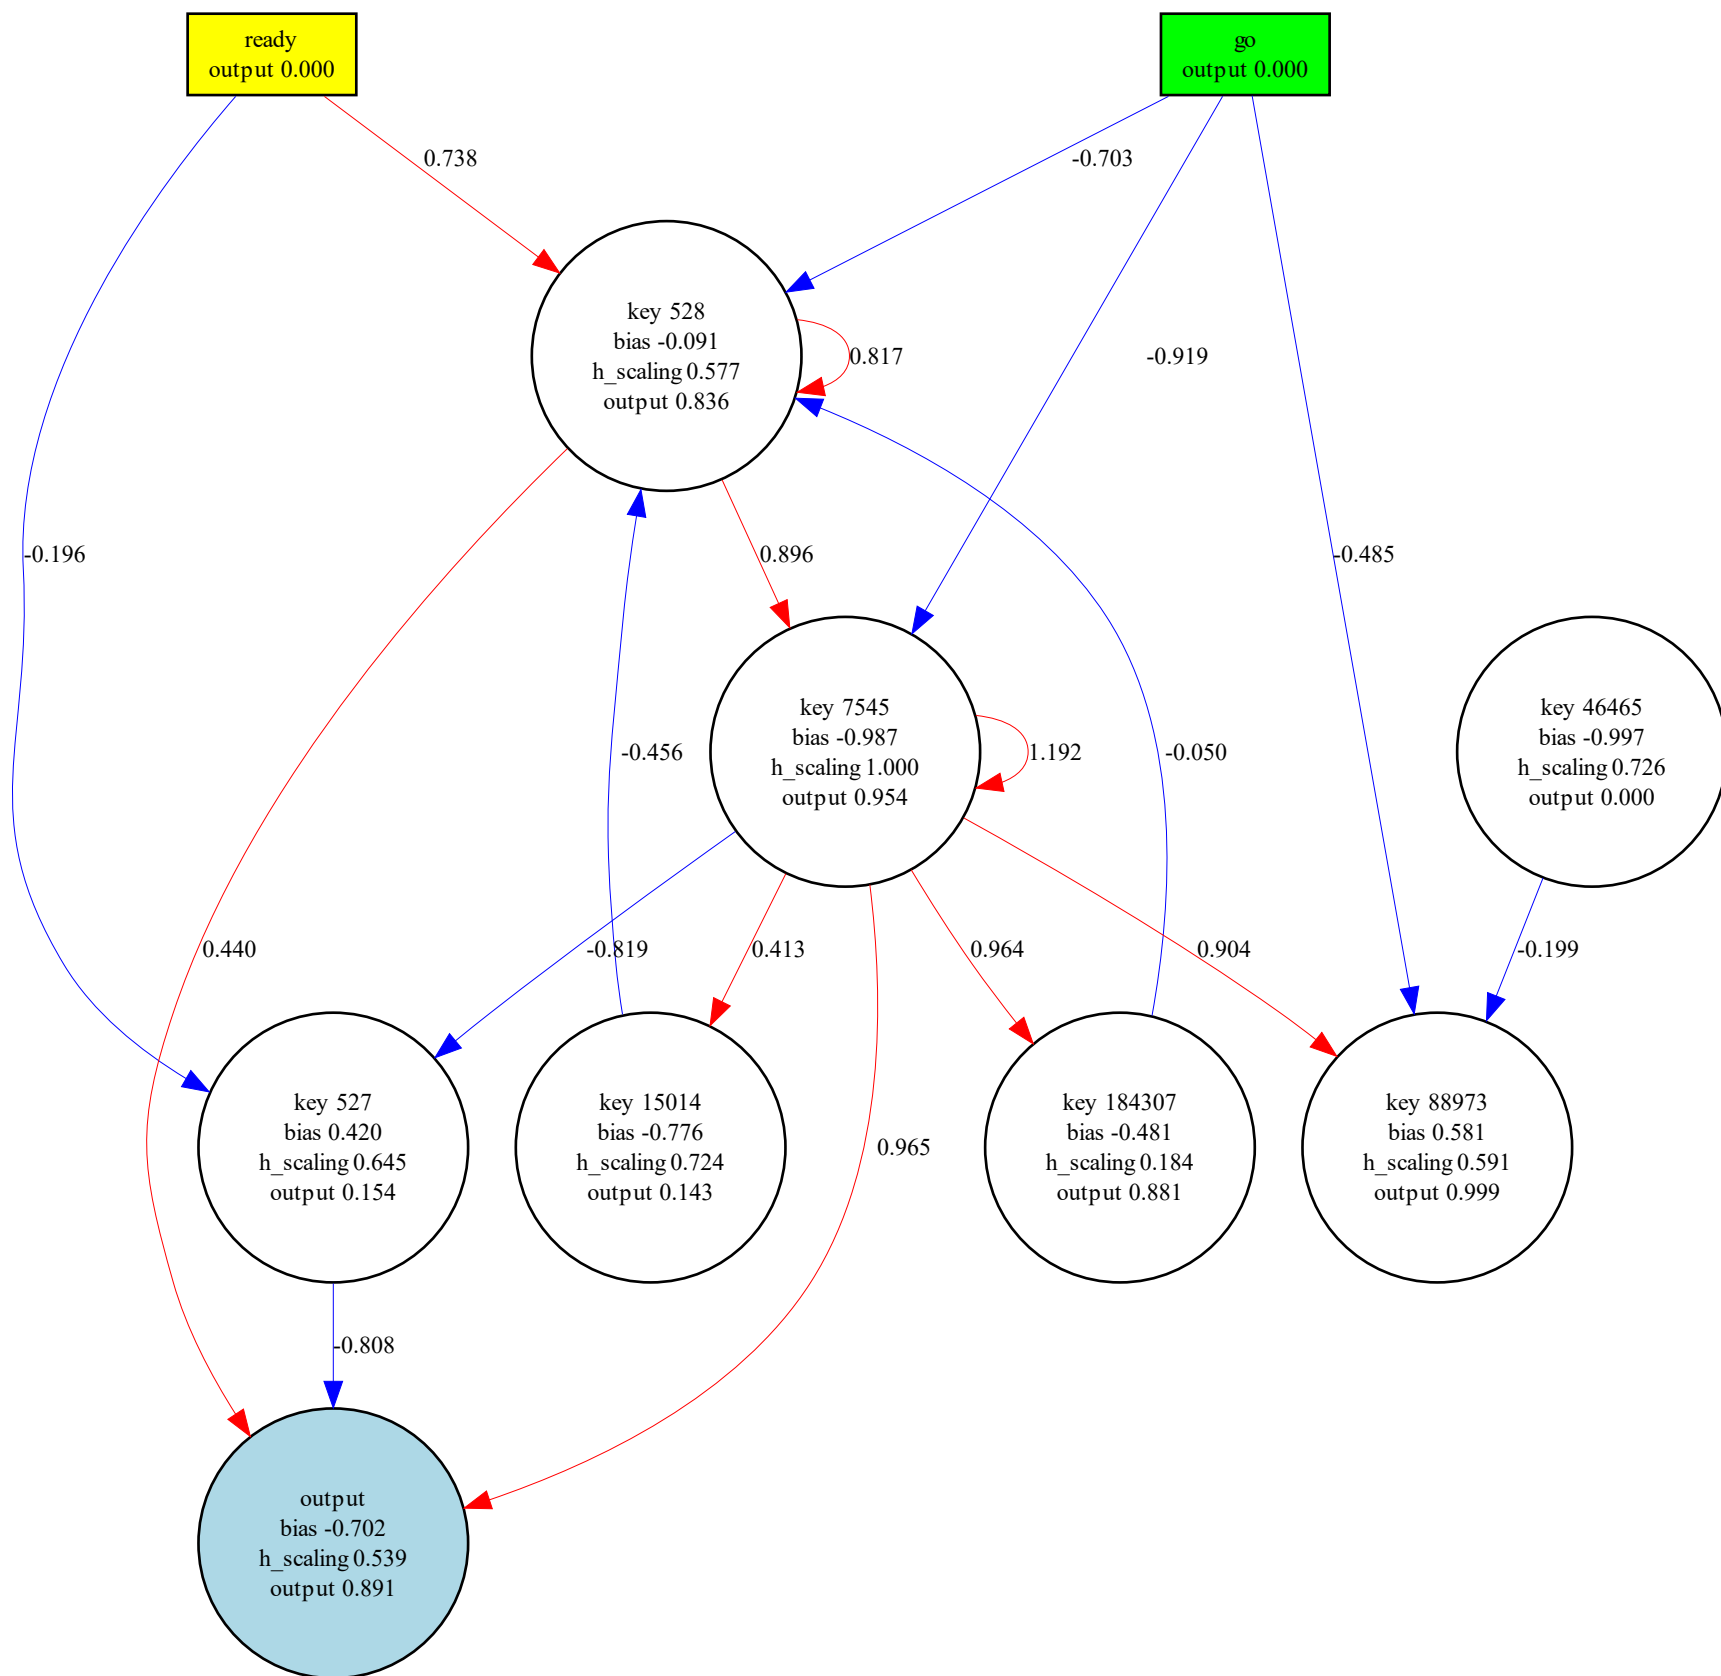 ready
output 0.000
go
output 0.000
0.738
-0.703
key 528
bias -0.091
h_scaling 0.577
output 0.836
0.817
-0.919
-0.196
0.896
-0.485
key 7545
bias -0.987
h_scaling 1.000
output 0.954
1.192
-0.456
-0.050
key 46465
bias -0.997
h_scaling 0.726
output 0.000
0.440
-0.819
0.413
0.964
0.904
-0.199
key 527
bias 0.420
h_scaling 0.645
output 0.154
key 15014
bias -0.776
h_scaling 0.724
output 0.143
0.965
key 184307
bias -0.481
h_scaling 0.184
output 0.881
key 88973
bias 0.581
h_scaling 0.591
output 0.999
-0.808
output
bias -0.702
h_scaling 0.539
output 0.891